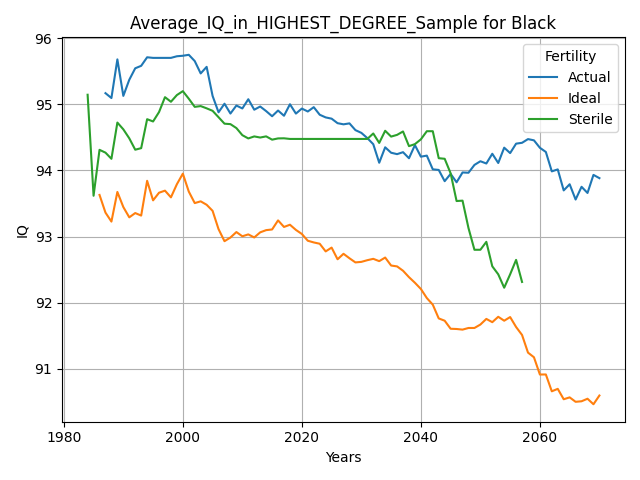 Average_IQ_in_HIGHEST_DEGREE_Sample for Black
96
95
94
93
92
91
IQ
Fertility
Actual
Ideal
Sterile
1980
2000
2020
2040
2060
Years